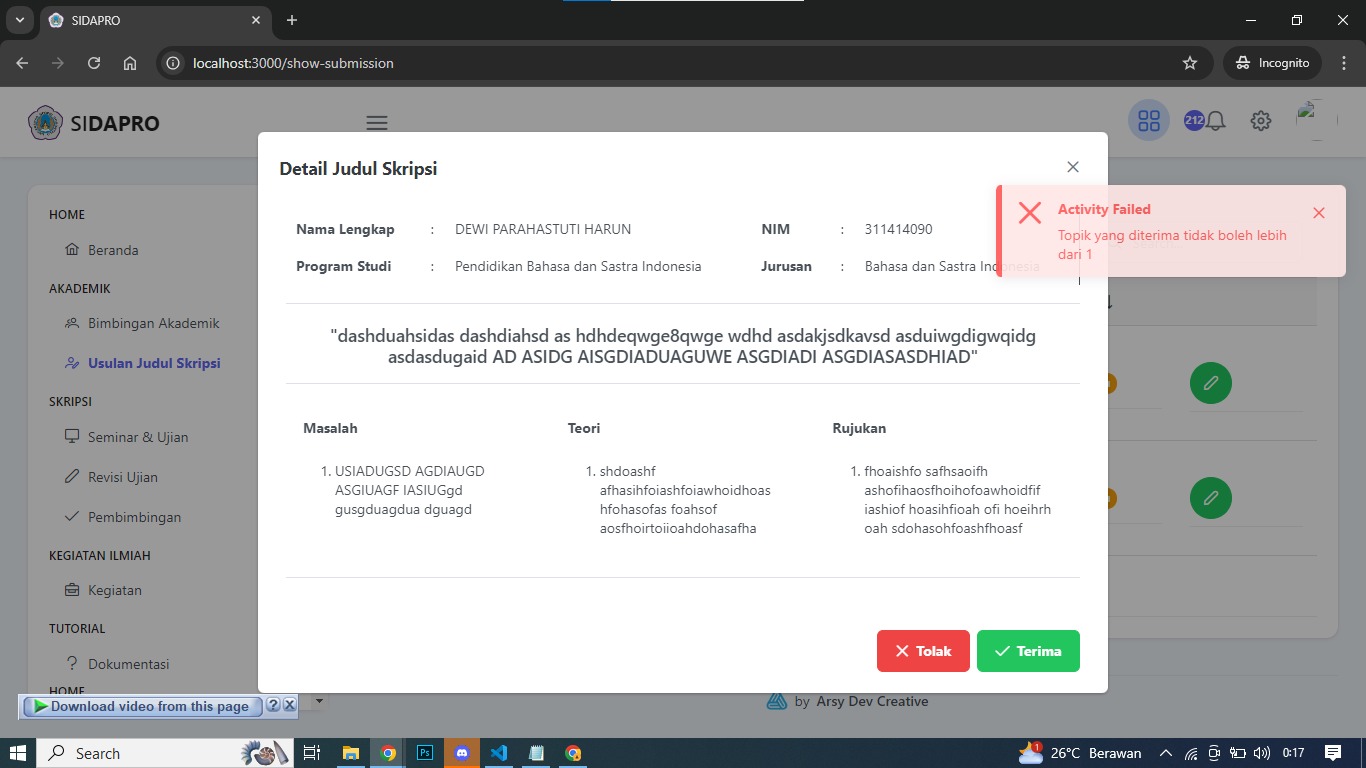 SIDAPRO
localhost:3000/show-submission
Incognito
SIDAPRO
212
Detail Judul Skripsi
Activity Failed
Topik yang diterima tidak boleh lebih
dari 1
Nama Lengkap : DEWI PARAHASTUTI HARUN NIM : 311414090
Program Studi : Pendidikan Bahasa dan Sastra Indonesia Jurusan : Bahasa dan Sastra Indonesia
"dashduahsidas dashdiahsd as hdhdeqwge8qwge wdhd asdakjsdkavsd asduiwgdigwqidg
asdasdugaid AD ASIDG AISGDIADUAGUWE ASGDIADI ASGDIASASDHIAD"
Masalah
1. USIADUGSD AGDIAUGD
ASGIUAGF IASIUGgd
gusgduagdua dguagd
Teori
1. shdoashf
afhasihfoiashfoiawhoidhoas
hfohasofas foahsof
aosfhoirtoiioahdohasafha
Rujukan
1. fhoaishfo safhsaoifh
ashofihaosfhoihofoawhoidfif
iashiof hoasihfioah ofi hoeihrh
oah sdohasohfoashfhoasf
Tolak
Terima
HOME
Beranda
AKADEMIK
Bimbingan Akademik
Usulan Judul Skripsi
SKRIPSI
Seminar & Ujian
Revisi Ujian
Pembimbingan
KEGIATAN ILMIAH
Kegiatan
TUTORIAL
Dokumentasi
HOME
Download video from this page
?
by Arsy Dev Creative
Search
Ps
1
26°C Berawan
0:17